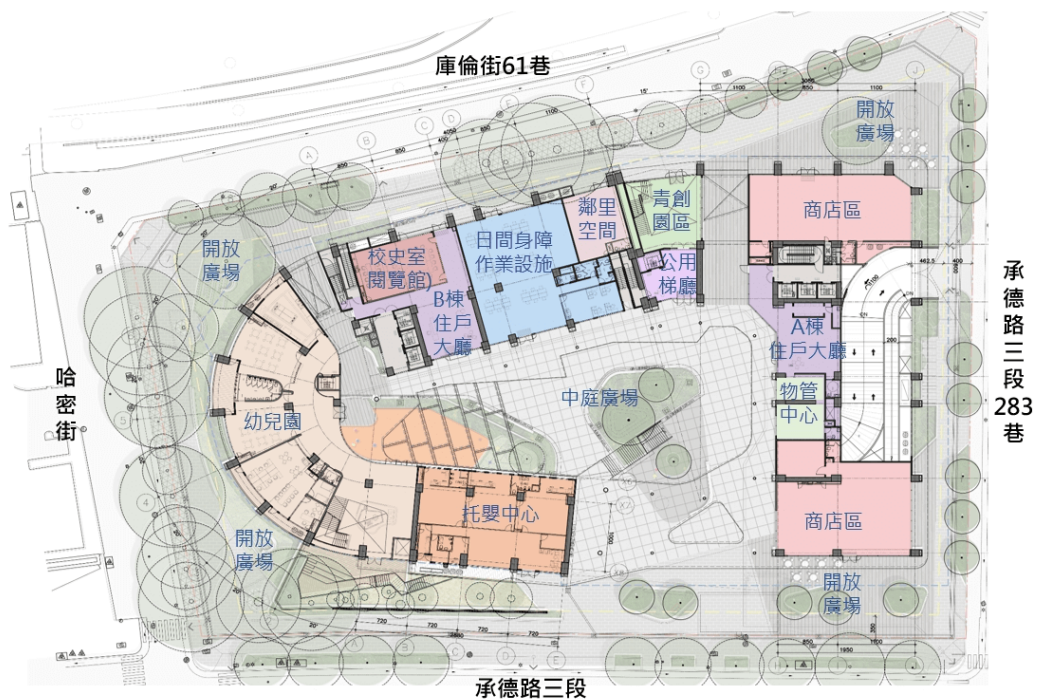 庫倫街61巷
開放
廣場
開放
廣場
校史室
閱覽館)
B棟
住戶
大廳
日間身障
作業設施
鄰里
空間
青創
園區
公用
梯廳
商店區
A棟
住戶大廳
物管
中心
承
德
路
三
段
283
巷
哈
密
街
幼兒園
中庭廣場
托嬰中心
商店區
開放
廣場
開放
廣場
承德路三段